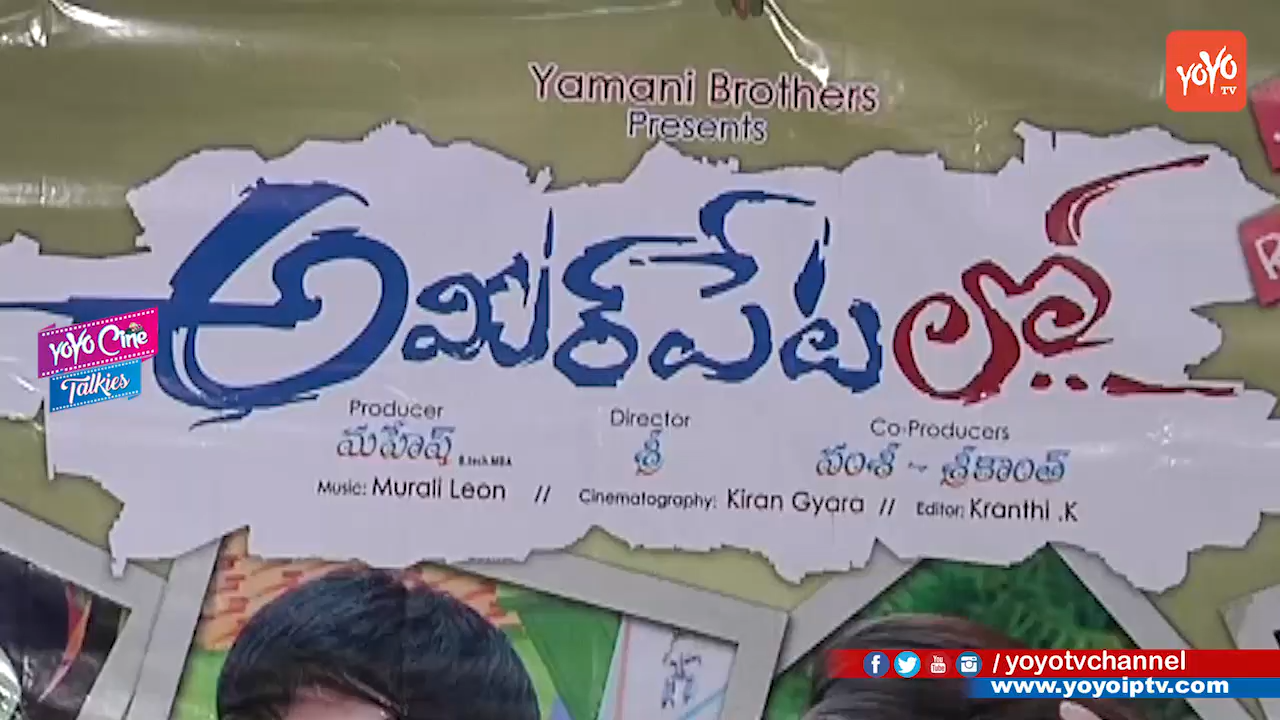 YOYO
TV
Yamani Brothers
Presents
అమీర్ పేటలో..
YOYO Cine
Talkies
Producer
మహేష్ B.tech.MBA
Director
శ్రీ
Co-Producers
వంశీ ~ శ్రీకాంత్
Music: Murali Leon // Cinematography: Kiran Gyara // Editor: Kranthi .K
/ yoyotvchannel
www.yoyoiptv.com